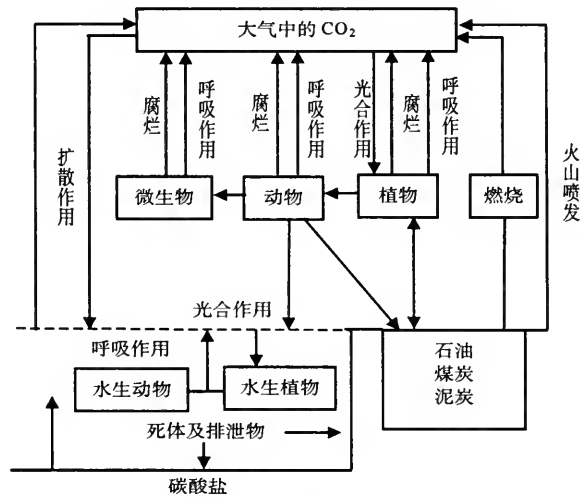 大气中的CO₂
腐烂
呼吸作用
腐烂
呼吸作用
光合作用
腐烂
呼吸作用
扩散作用
火山喷发
微生物
动物
植物
燃烧
光合作用
呼吸作用
石油
煤炭
泥炭
水生动物
水生植物
死体及排泄物
碳酸盐